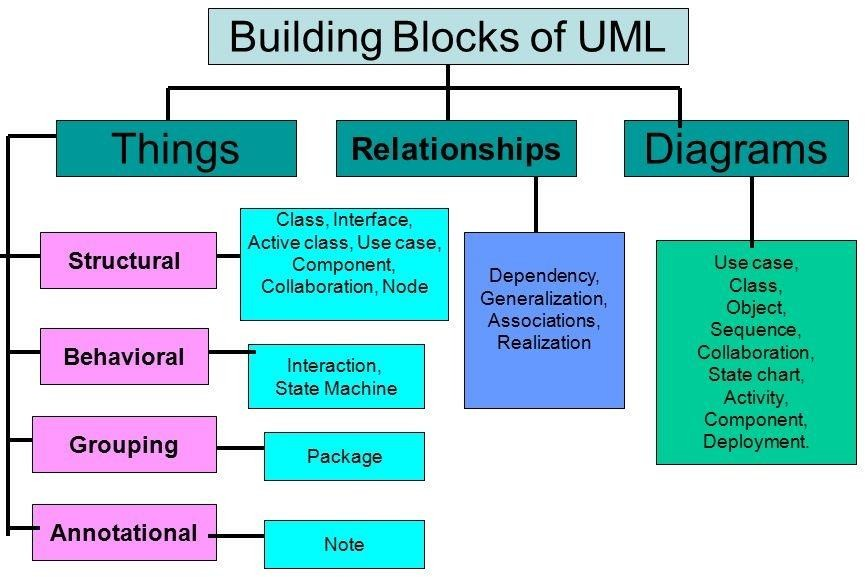 Building Blocks of UML
Things
Relationships
Diagrams
Structural
Class, Interface,
Active class, Use case,
Component,
Collaboration, Node
Behavioral
Interaction,
State Machine
Grouping
Package
Annotational
Note
Dependency,
Generalization,
Associations,
Realization
Use case,
Class,
Object,
Sequence,
Collaboration,
State chart,
Activity,
Component,
Deployment.